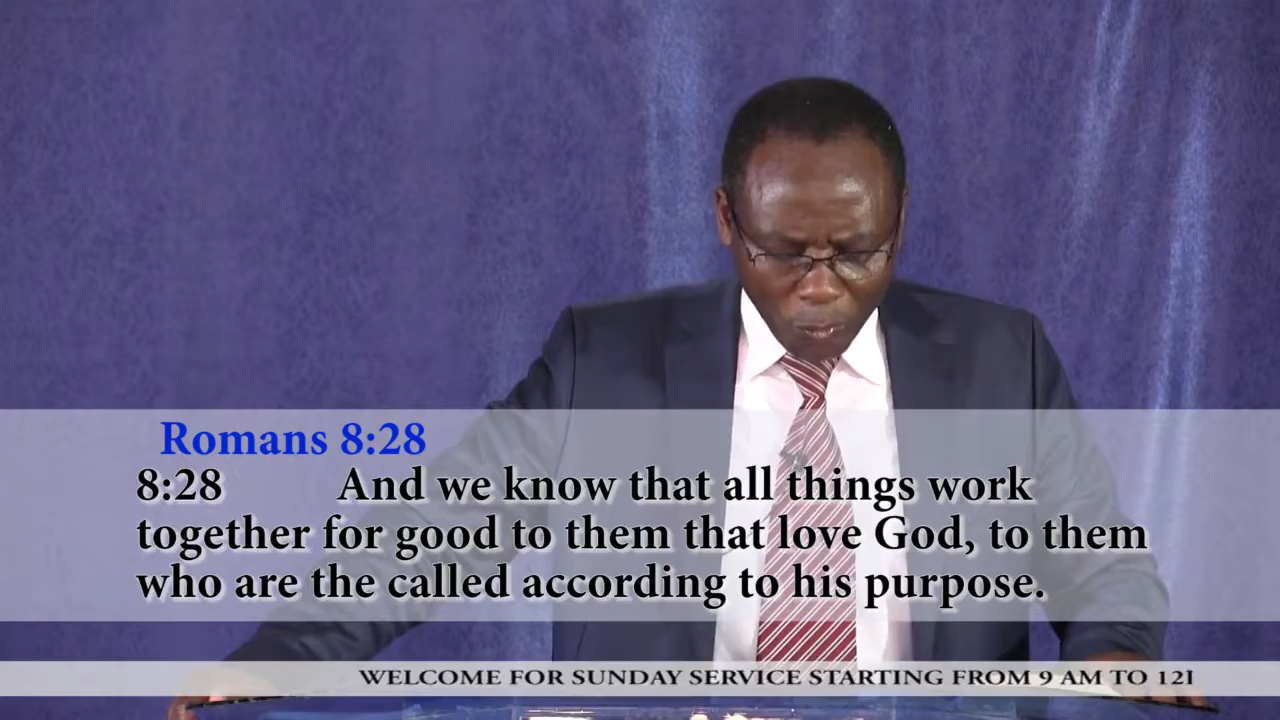 Romans 8:28
8:28 And we know that all things work
together for good to them that love God, to them
who are the called according to his purpose.
WELCOME FOR SUNDAY SERVICE STARTING FROM 9 AM TO